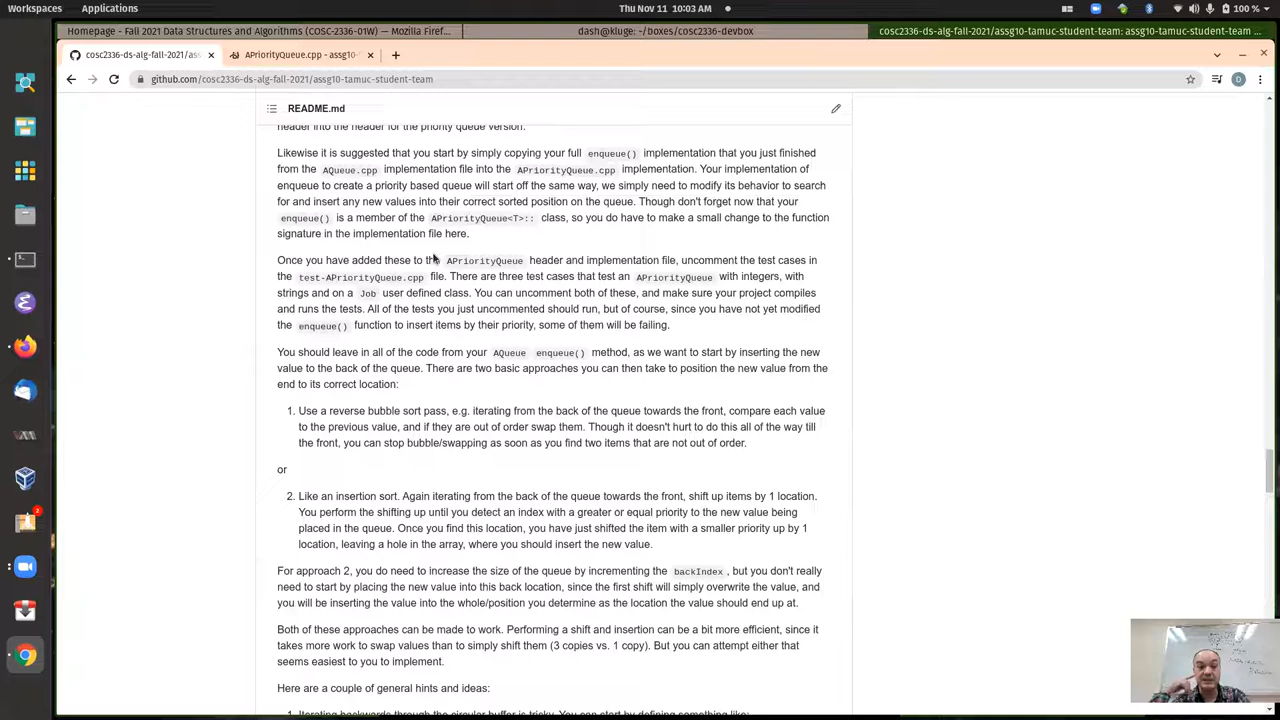 Workspaces Applications Thu Nov 11 10:03 AM 100 %
Homepage - Fall 2021 Data Structures and Algorithms (COSC-2336-01W) — Mozilla Firef... dash@kluge: ~/boxes/cosc2336-devbox cosc2336-ds-alg-fall-2021/assg10-tamuc-student-team: assg10-tamuc-student-team ...
cosc2336-ds-alg-fall-2021/ass APriorityQueue.cpp - assg10-t
github.com/cosc2336-ds-alg-fall-2021/assg10-tamuc-student-team D
README.md
header into the header for the priority queue version.
Likewise it is suggested that you start by simply copying your full enqueue() implementation that you just finished
from the AQueue.cpp implementation file into the APriorityQueue.cpp implementation. Your implementation of
enqueue to create a priority based queue will start off the same way, we simply need to modify its behavior to search
for and insert any new values into their correct sorted position on the queue. Though don't forget now that your
enqueue() is a member of the APriorityQueue<T>:: class, so you do have to make a small change to the function
signature in the implementation file here.
Once you have added these to the APriorityQueue header and implementation file, uncomment the test cases in
the test-APriorityQueue.cpp file. There are three test cases that test an APriorityQueue with integers, with
strings and on a Job user defined class. You can uncomment both of these, and make sure your project compiles
and runs the tests. All of the tests you just uncommented should run, but of course, since you have not yet modified
the enqueue() function to insert items by their priority, some of them will be failing.
You should leave in all of the code from your AQueue enqueue() method, as we want to start by inserting the new
value to the back of the queue. There are two basic approaches you can then take to position the new value from the
end to its correct location:
1. Use a reverse bubble sort pass, e.g. iterating from the back of the queue towards the front, compare each value
to the previous value, and if they are out of order swap them. Though it doesn't hurt to do this all of the way till
the front, you can stop bubble/swapping as soon as you find two items that are not out of order.
or
2. Like an insertion sort. Again iterating from the back of the queue towards the front, shift up items by 1 location.
You perform the shifting up until you detect an index with a greater or equal priority to the new value being
placed in the queue. Once you find this location, you have just shifted the item with a smaller priority up by 1
location, leaving a hole in the array, where you should insert the new value.
For approach 2, you do need to increase the size of the queue by incrementing the backIndex, but you don't really
need to start by placing the new value into this back location, since the first shift will simply overwrite the value, and
you will be inserting the value into the whole/position you determine as the location the value should end up at.
Both of these approaches can be made to work. Performing a shift and insertion can be a bit more efficient, since it
takes more work to swap values than to simply shift them (3 copies vs. 1 copy). But you can attempt either that
seems easiest to you to implement.
Here are a couple of general hints and ideas:
1. Iterating backwards through the circular buffer is tricky. You can start by defining something like: